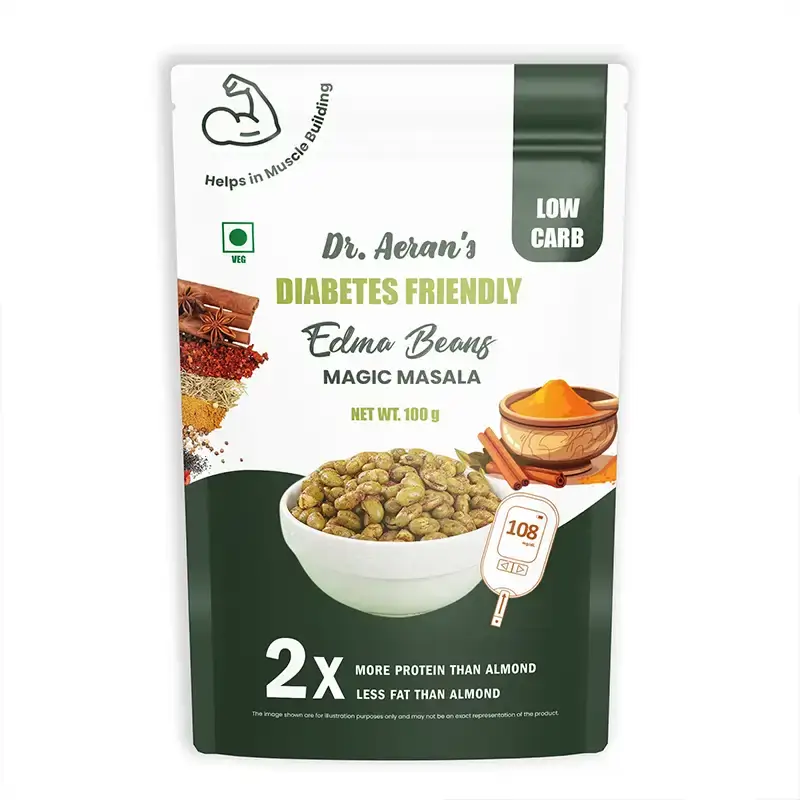 Helps in Muscle Building
LOW
CARB
VEG
Dr. Aeran's
DIABETES FRIENDLY
Edma Beans
MAGIC MASALA
NET WT. 100 g
108
mg/dL
2X
MORE PROTEIN THAN ALMOND
LESS FAT THAN ALMOND
The image shown are for illustration purposes only and may not be an exact representation of the product.